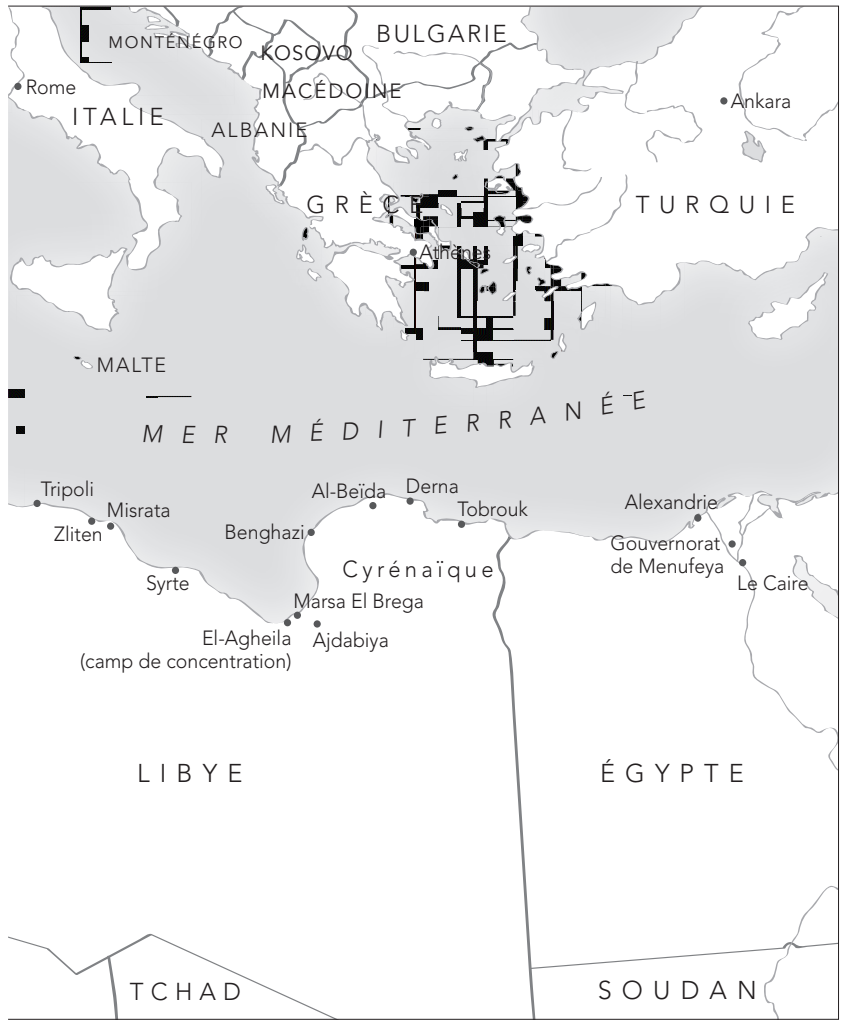 BULGARIE
MONTÉNÉGRO
KOSOVO
Rome
MACÉDOINE
Ankara
ITALIE
ALBANIE
GRÈCE
TURQUIE
Athènes
MALTE
MER MÉDITERRANÉE
Tripoli
Al-Beïda
Derna
Misrata
Zliten
Tobrouk
Alexandrie
Benghazi
Gouvernorat
de Menufeya
Cyrénaïque
Syrte
Le Caire
Marsa El Brega
El-Agheila
(camp de concentration)
Ajdabiya
LIBYE
ÉGYPTE
TCHAD
SOUDAN